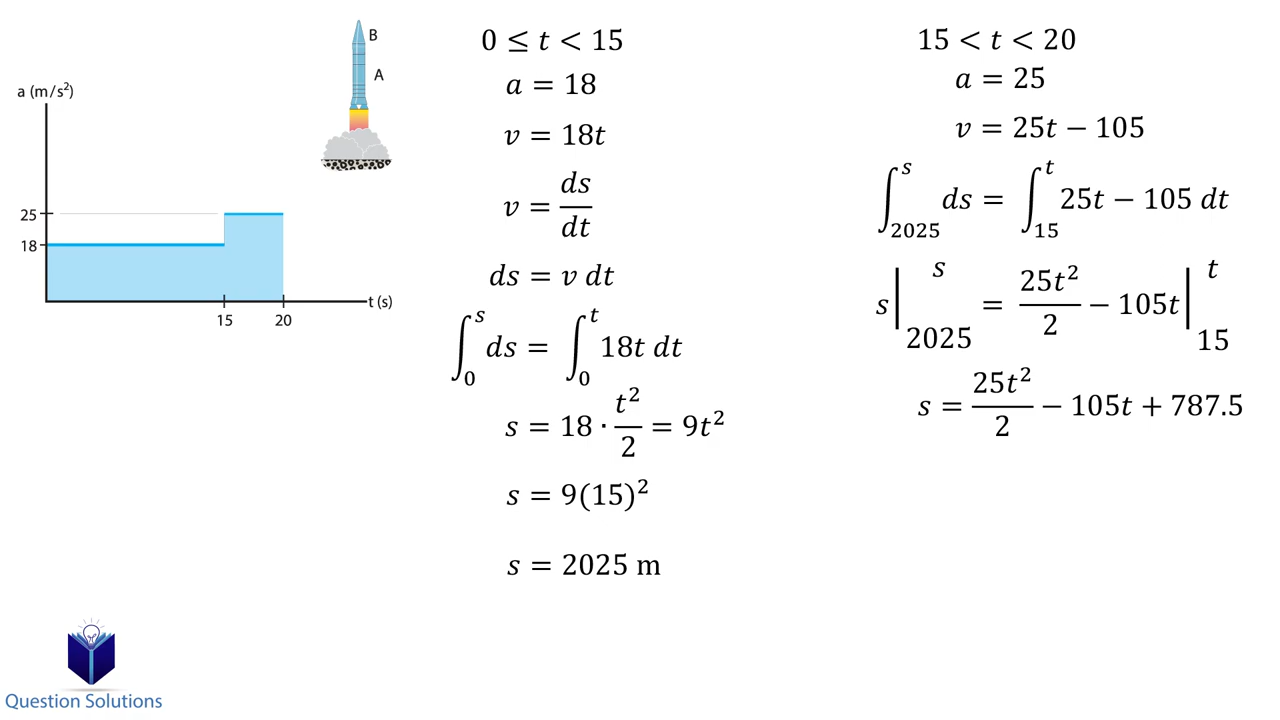 B
A
a (m/s²)
25
18
15
20
t (s)
0 ≤ t < 15
a = 18
v = 18t
v = ds/dt
ds = v dt
∫₀ˢ ds = ∫₀ᵗ 18t dt
s = 18 · t²/2 = 9t²
s = 9(15)²
s = 2025 m
15 < t < 20
a = 25
v = 25t − 105
∫₂₀₂₅ˢ ds = ∫₁₅ᵗ 25t − 105 dt
s|₂₀₂₅ˢ = 25t²/2 − 105t|₁₅ᵗ
s = 25t²/2 − 105t + 787.5
Question Solutions